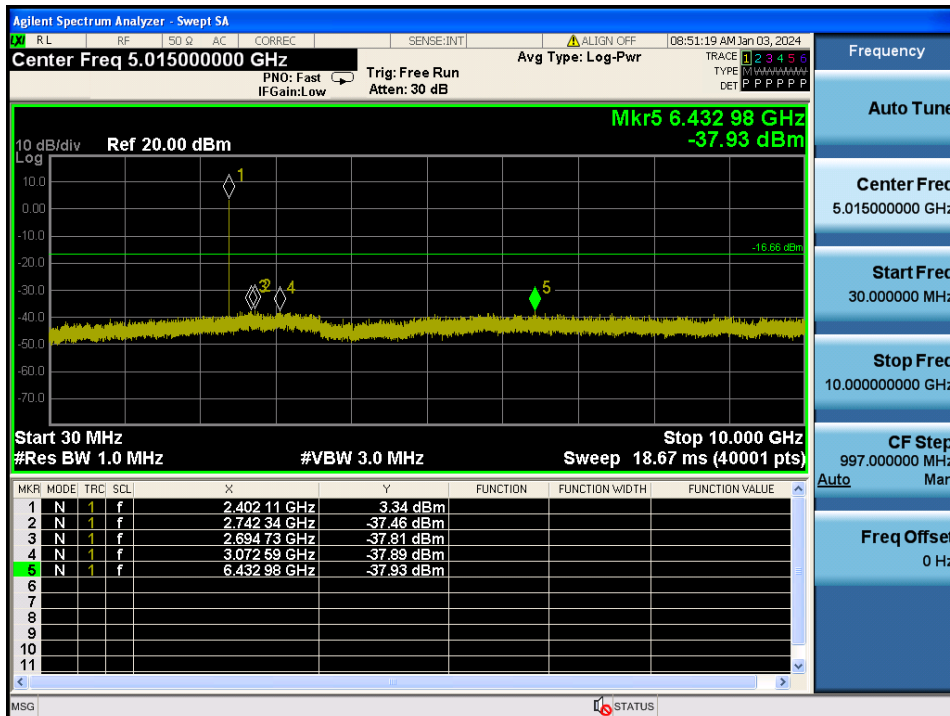 Agilent Spectrum Analyzer - Swept SA
LXI RL RF 50 Ω AC CORREC SENSE:INT ALIGN OFF 08:51:19 AM Jan 03, 2024
Center Freq 5.015000000 GHz
PNO: Fast
IFGain:Low
Trig: Free Run
Atten: 30 dB
Avg Type: Log-Pwr
TRACE 1 2 3 4 5 6
TYPE M
DET P P P P P P
Mkr5 6.432 98 GHz
-37.93 dBm
10 dB/div
Log
Ref 20.00 dBm
10.0
0.00
-10.0
-20.0
-30.0
-40.0
-50.0
-60.0
-70.0
1
3
2
4
5
-16.66 dBm
Start 30 MHz
Stop 10.000 GHz
#Res BW 1.0 MHz
#VBW 3.0 MHz
Sweep 18.67 ms (40001 pts)
MKR MODE TRC SCL X Y FUNCTION FUNCTION WIDTH FUNCTION VALUE
1 N 1 f 2.402 11 GHz 3.34 dBm
2 N 1 f 2.742 34 GHz -37.46 dBm
3 N 1 f 2.694 73 GHz -37.81 dBm
4 N 1 f 3.072 59 GHz -37.89 dBm
5 N 1 f 6.432 98 GHz -37.93 dBm
6
7
8
9
10
11
MSG
STATUS
Frequency
Auto Tune
Center Freq
5.015000000 GHz
Start Freq
30.000000 MHz
Stop Freq
10.000000000 GHz
CF Step
997.000000 MHz
Auto Man
Freq Offset
0 Hz